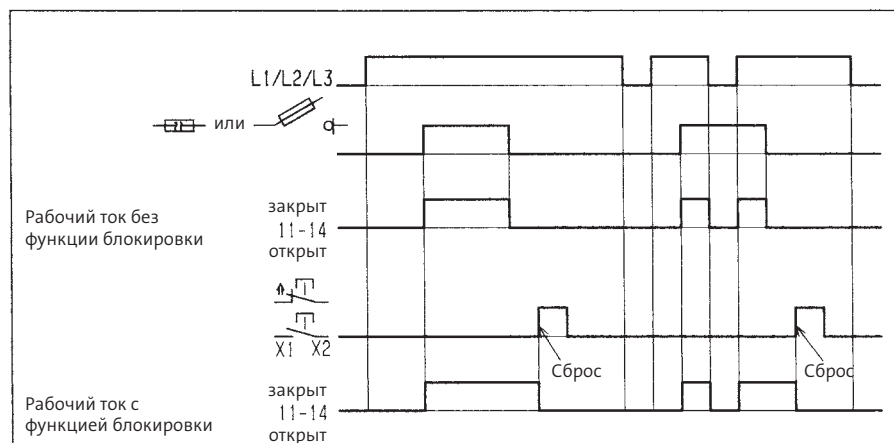 L1/L2/L3
или
Рабочий ток без
функции блокировки
закрыт
11-14
открыт
X1 X2
Сброс
Сброс
Рабочий ток с
функцией блокировки
закрыт
11-14
открыт